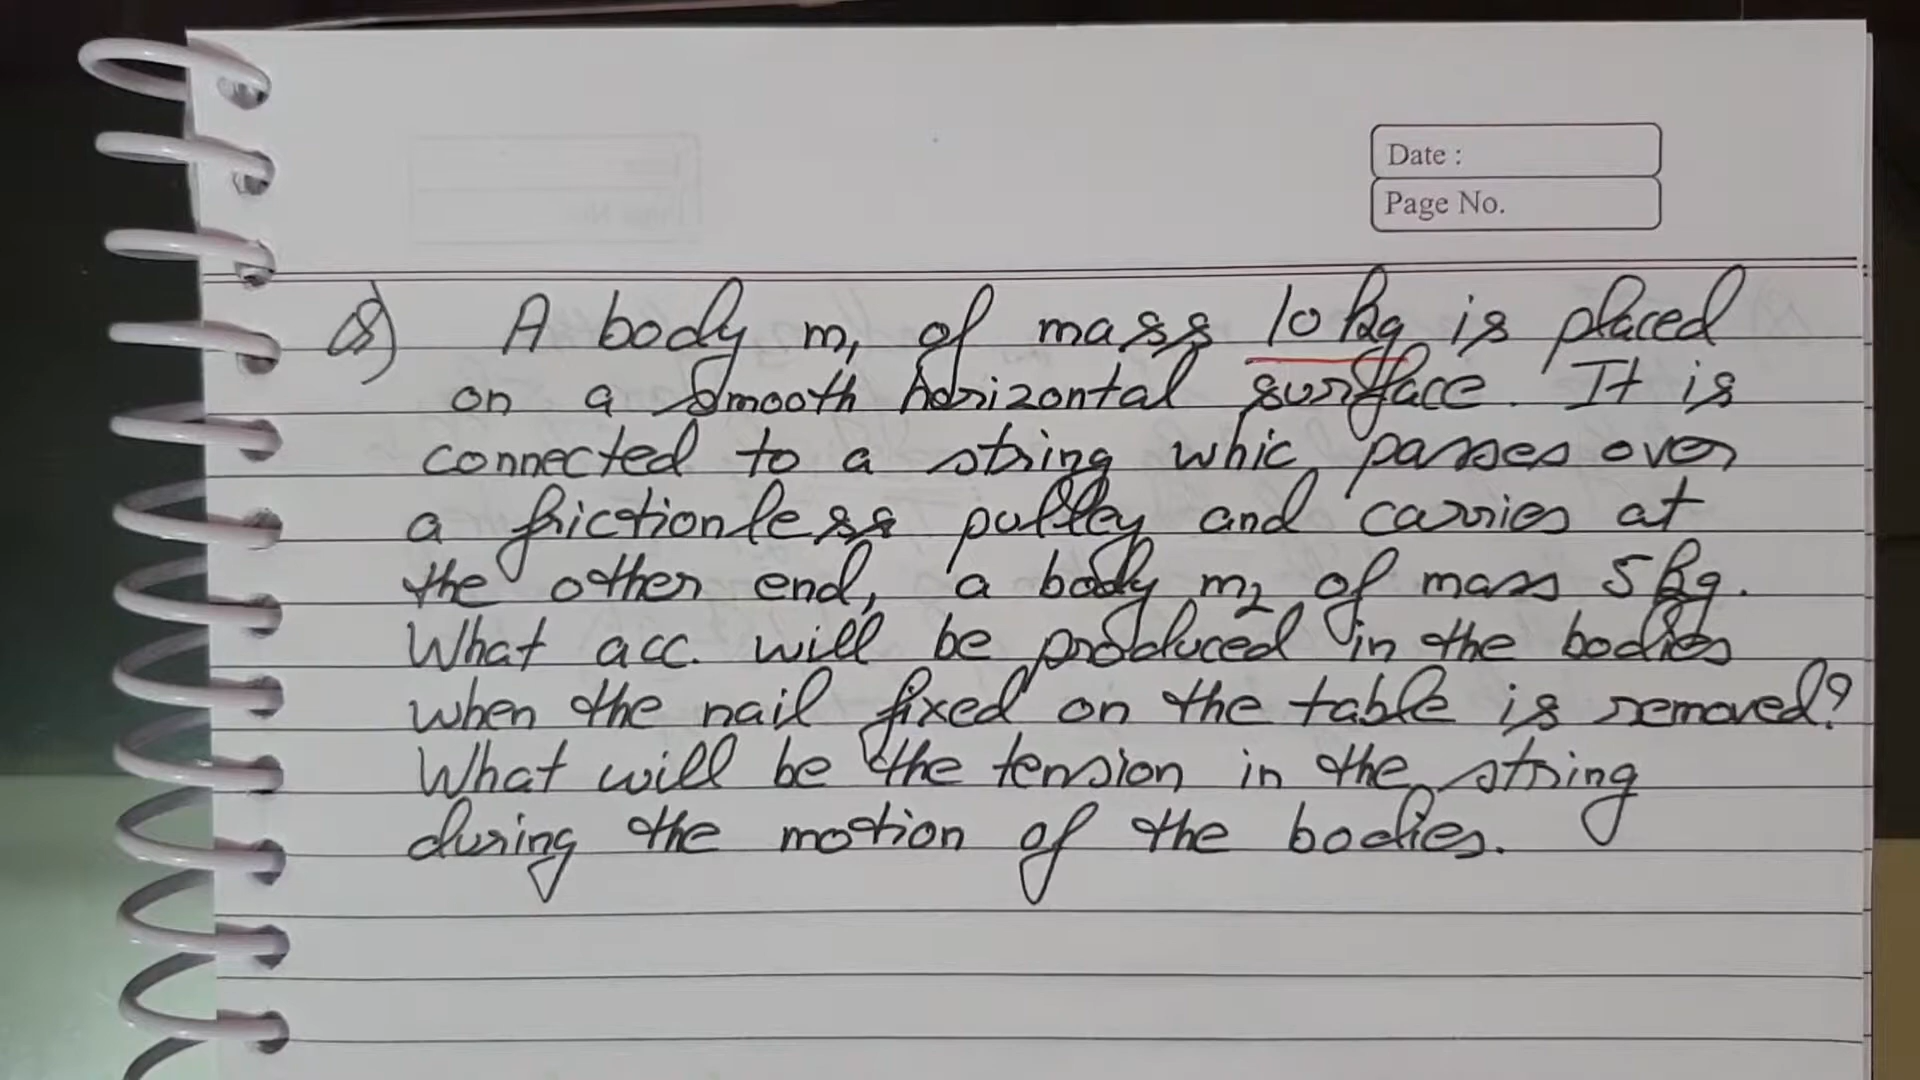 Date :
Page No.
Q) A body m₁ of mass 10 kg is placed
on a smooth horizontal surface. It is
connected to a string whic passes over
a frictionless pulley and carries at
the other end, a body m₂ of mass 5 kg.
What acc. will be produced in the bodies
when the nail fixed on the table is removed?
What will be the tension in the string
during the motion of the bodies.